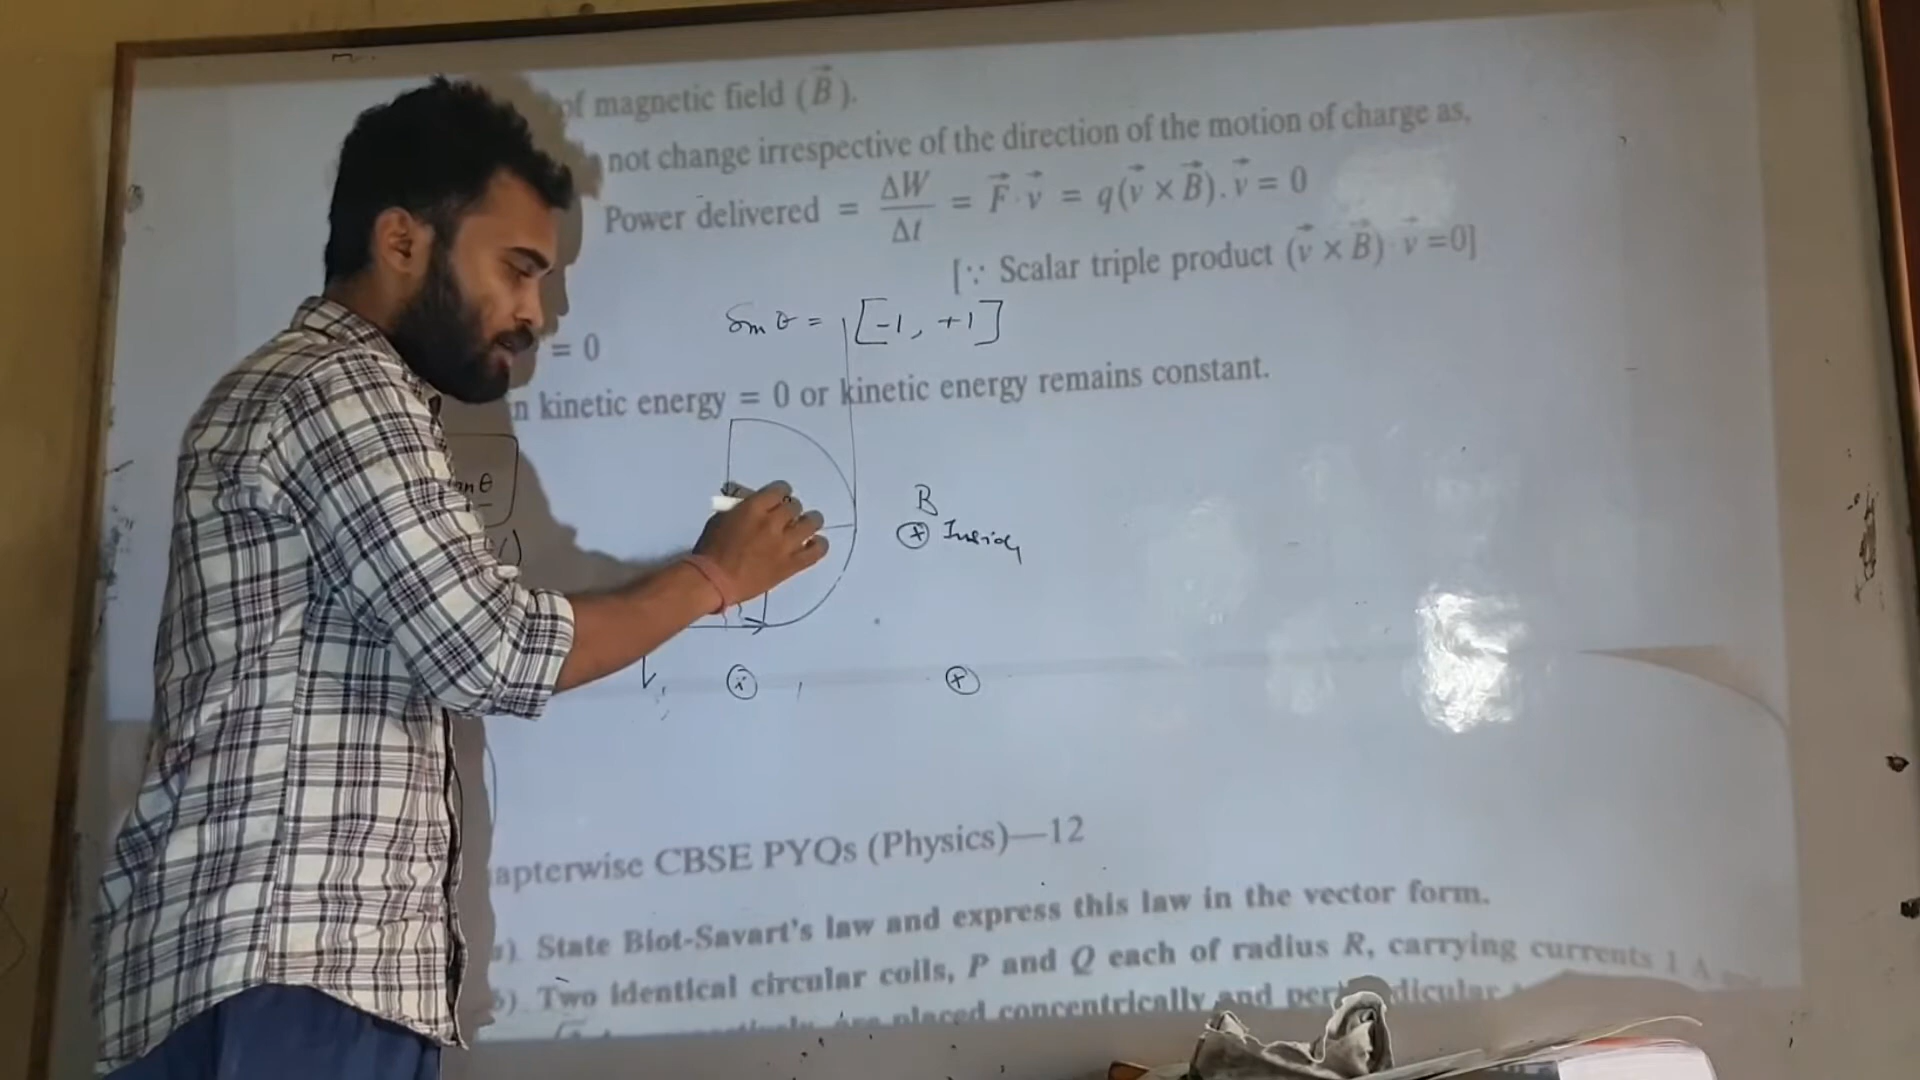 of magnetic field (B⃗).
not change irrespective of the direction of the motion of charge as,
Power delivered = ΔW/Δt = F⃗·v⃗ = q(v⃗ × B⃗).v⃗ = 0
[∵ Scalar triple product (v⃗ × B⃗)·v⃗ =0]
Sin θ = [-1, +1]
= 0
n kinetic energy = 0 or kinetic energy remains constant.
θ
B
Inside
apterwise CBSE PYQs (Physics)—12
State Biot-Savart's law and express this law in the vector form.
Two identical circular coils, P and Q each of radius R, carrying currents 1 A
placed concentrically and